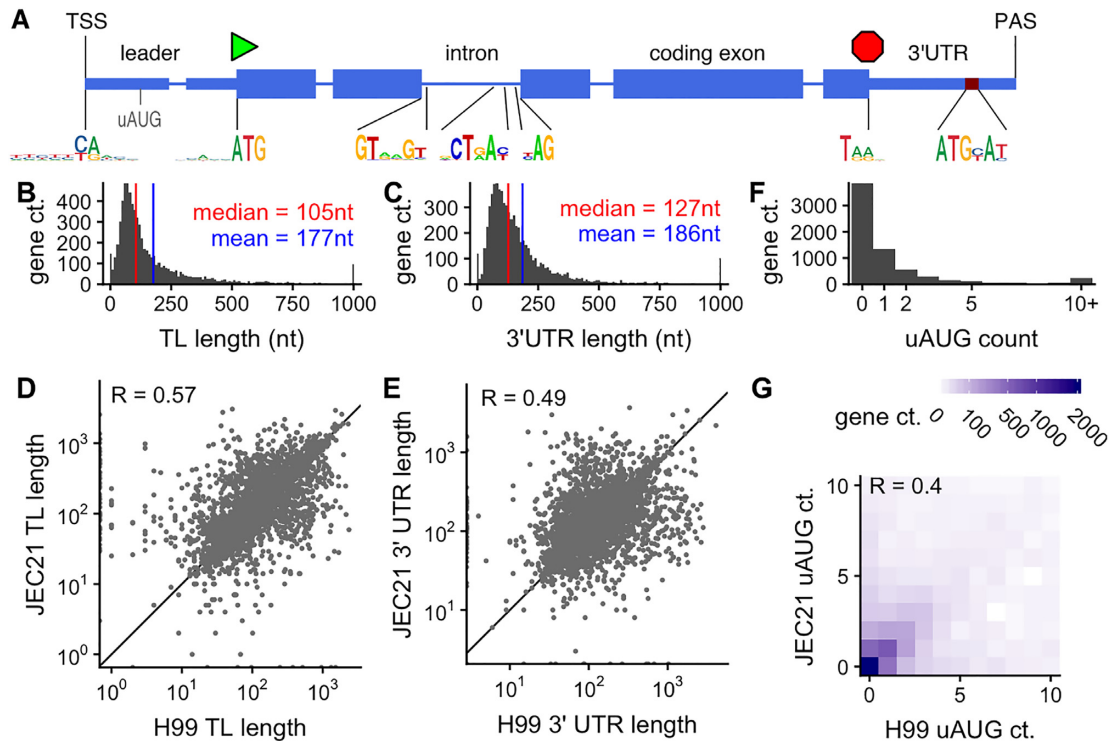 A
TSS
PAS
leader
intron
coding exon
3'UTR
uAUG
CA
TG
ATG
GT GT
CTGAC
AG
TAA
ATG AT
B
gene ct.
400
300
200
100
0
median = 105nt
mean = 177nt
0 250 500 750 1000
TL length (nt)
C
gene ct.
300
200
100
0
median = 127nt
mean = 186nt
0 250 500 750 1000
3'UTR length (nt)
F
gene ct.
3000
2000
1000
0
0 1 2 5 10+
uAUG count
D
R = 0.57
JEC21 TL length
10³
10²
10¹
10⁰
10⁰ 10¹ 10² 10³
H99 TL length
E
R = 0.49
JEC21 3' UTR length
10³
10²
10¹
10¹ 10² 10³
H99 3' UTR length
G
gene ct.
0 100 500 1000 2000
R = 0.4
JEC21 uAUG ct.
10
5
0
0 5 10
H99 uAUG ct.